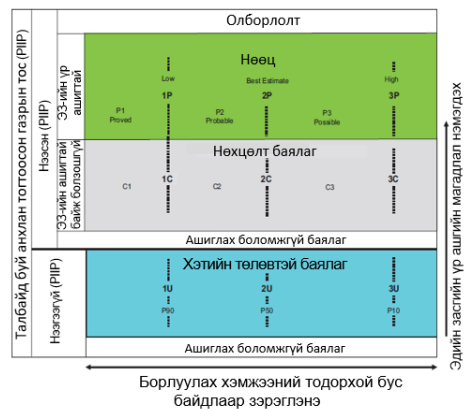 Олборлолт
Нөөц
Low
Best Estimate
High
1P
2P
3P
P1
Proved
P2
Probable
P3
Possible
Нөхцөлт баялаг
1C
2C
3C
C1
C2
C3
Ашиглах боломжгүй баялаг
Хэтийн төлөвтэй баялаг
1U
2U
3U
P90
P50
P10
Ашиглах боломжгүй баялаг
Талбайд буй анхлан тогтоосон газрын тос (PIIP)
Нээсэн (PIIP)
Нээгээгүй (PIIP)
ЭЗ-ийн үр
ашигтай
ЭЗ-ийн ашигтай
байж болзошгүй
Эдийн засгийн үр ашгийн магадлал нэмэгдэх
Борлуулах хэмжээний тодорхой бус
байдлаар зэрэглэнэ